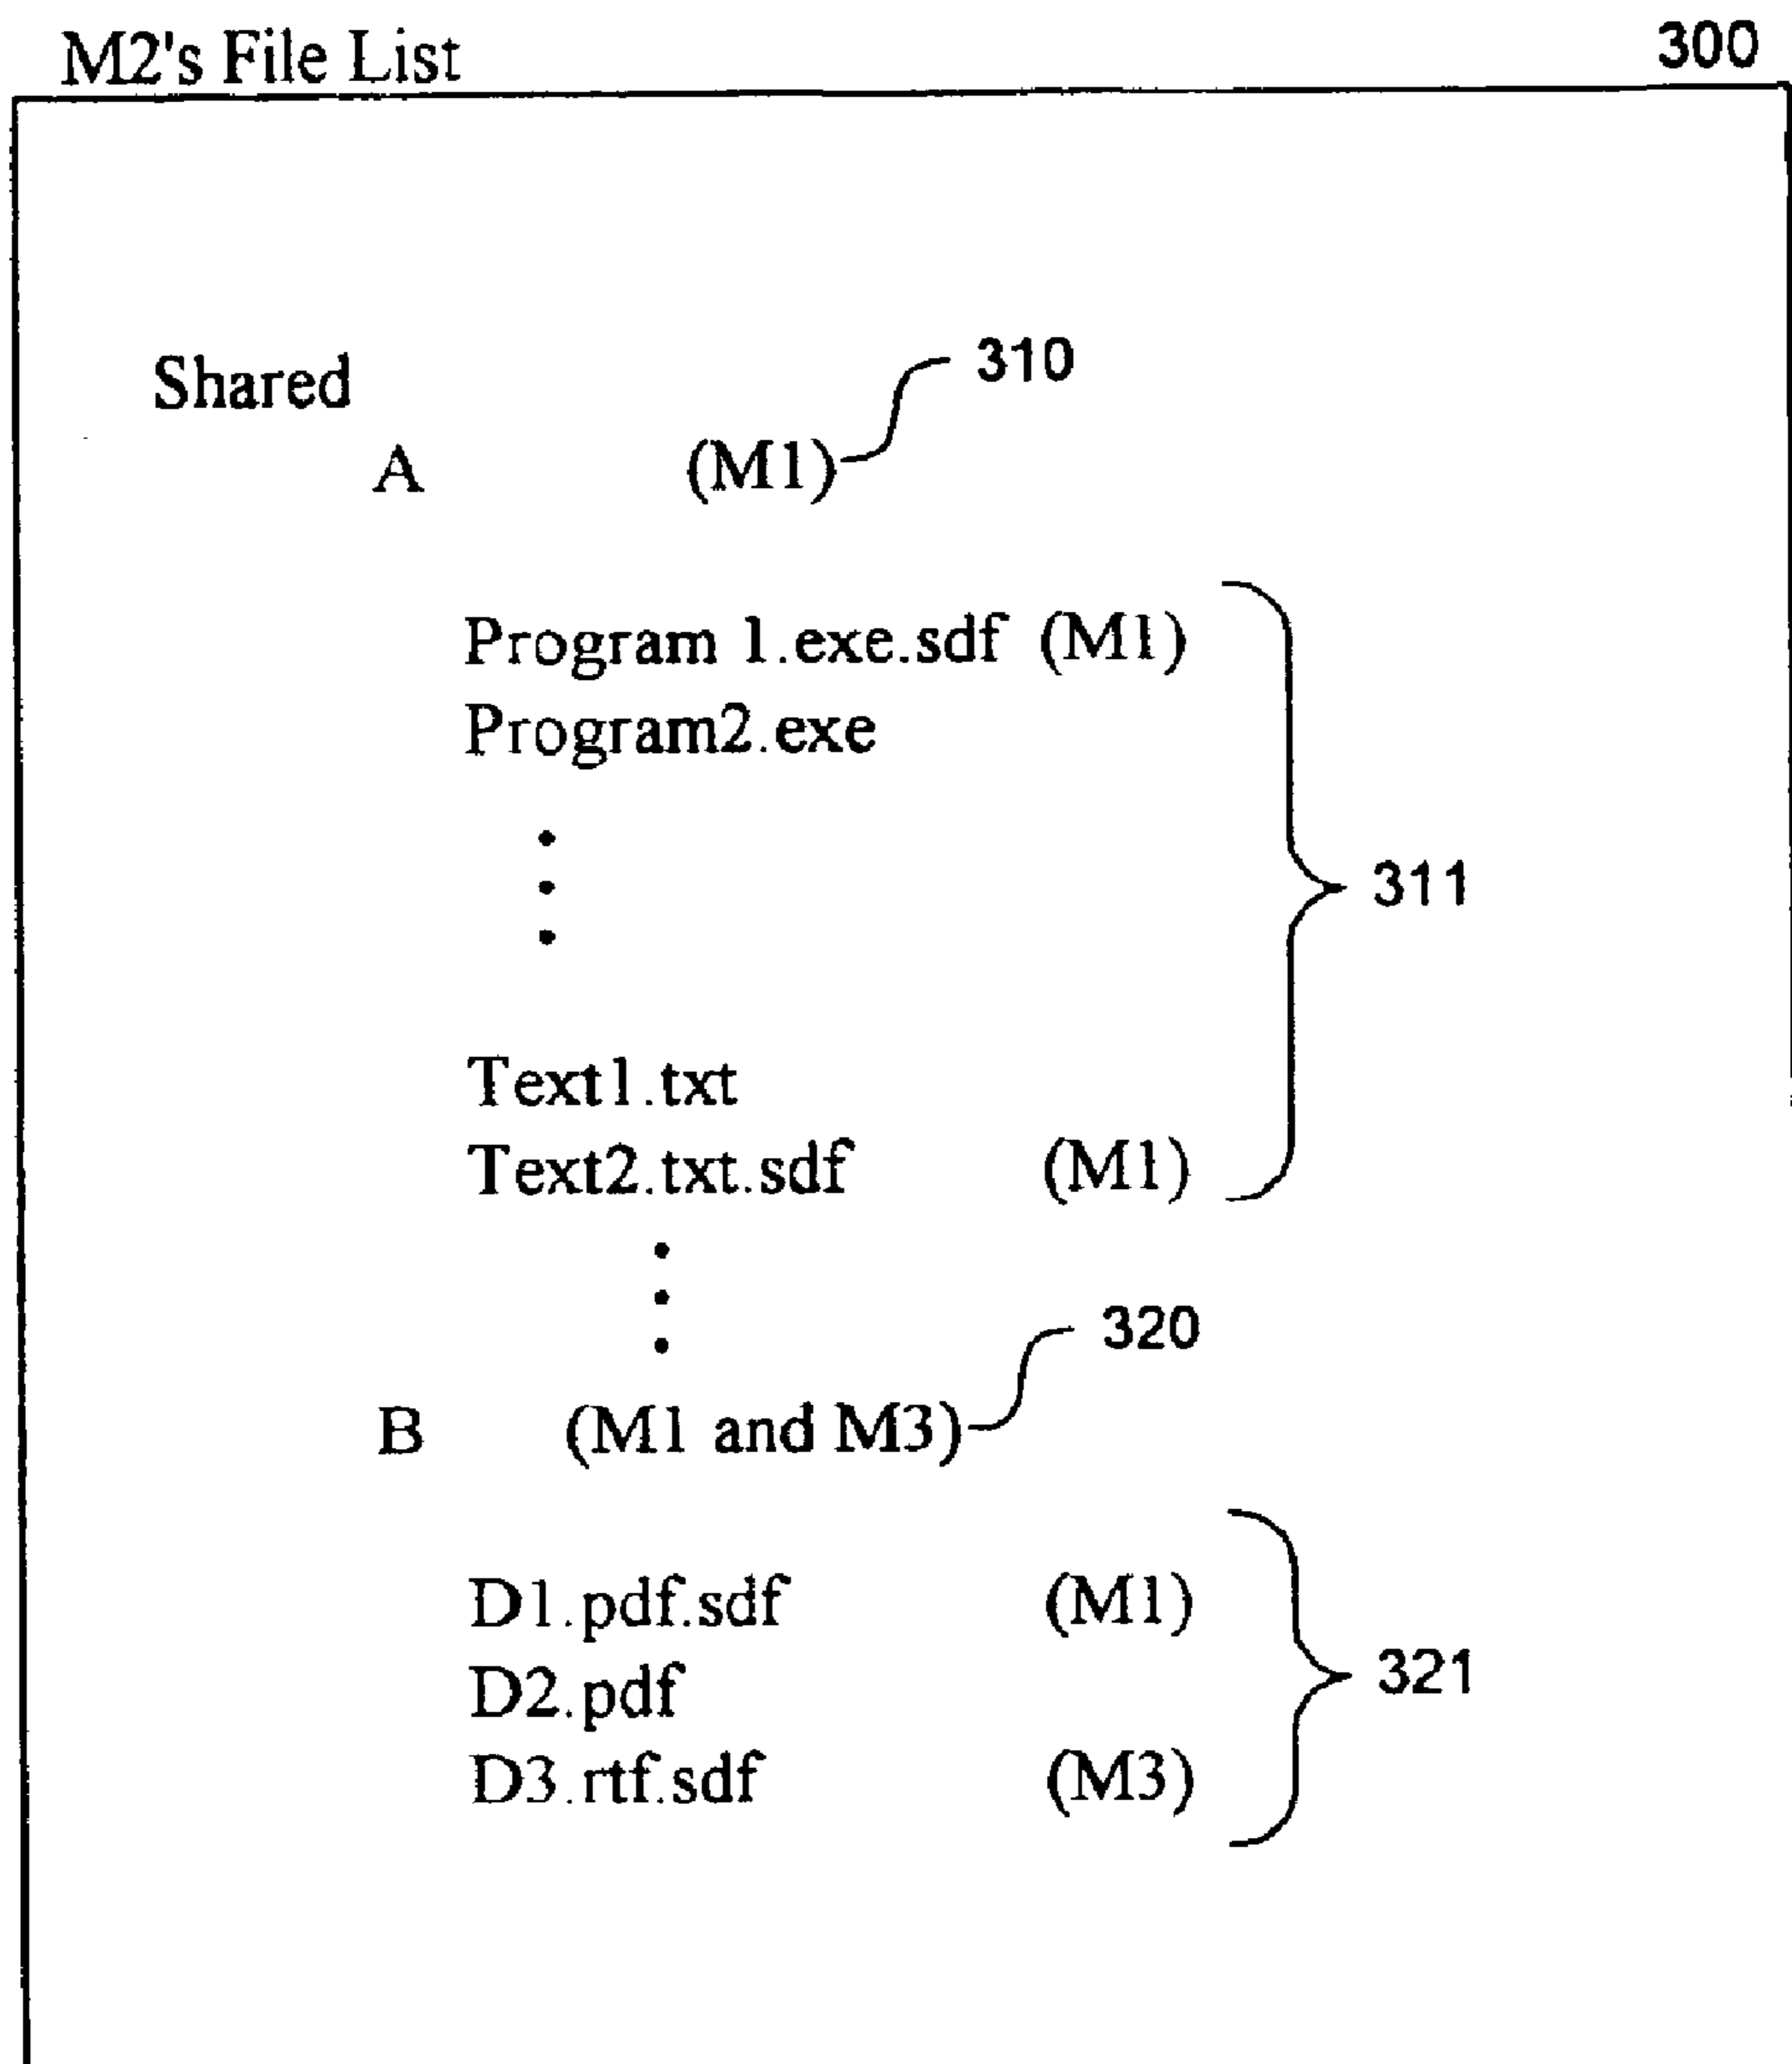 M2's File List 300
Shared
310
A (M1)
Program 1.exe.sdf (M1)
Program2.exe
311
Text1.txt
Text2.txt.sdf (M1)
320
B (M1 and M3)
D1.pdf.sdf (M1)
321
D2.pdf
D3.rtf.sdf (M3)